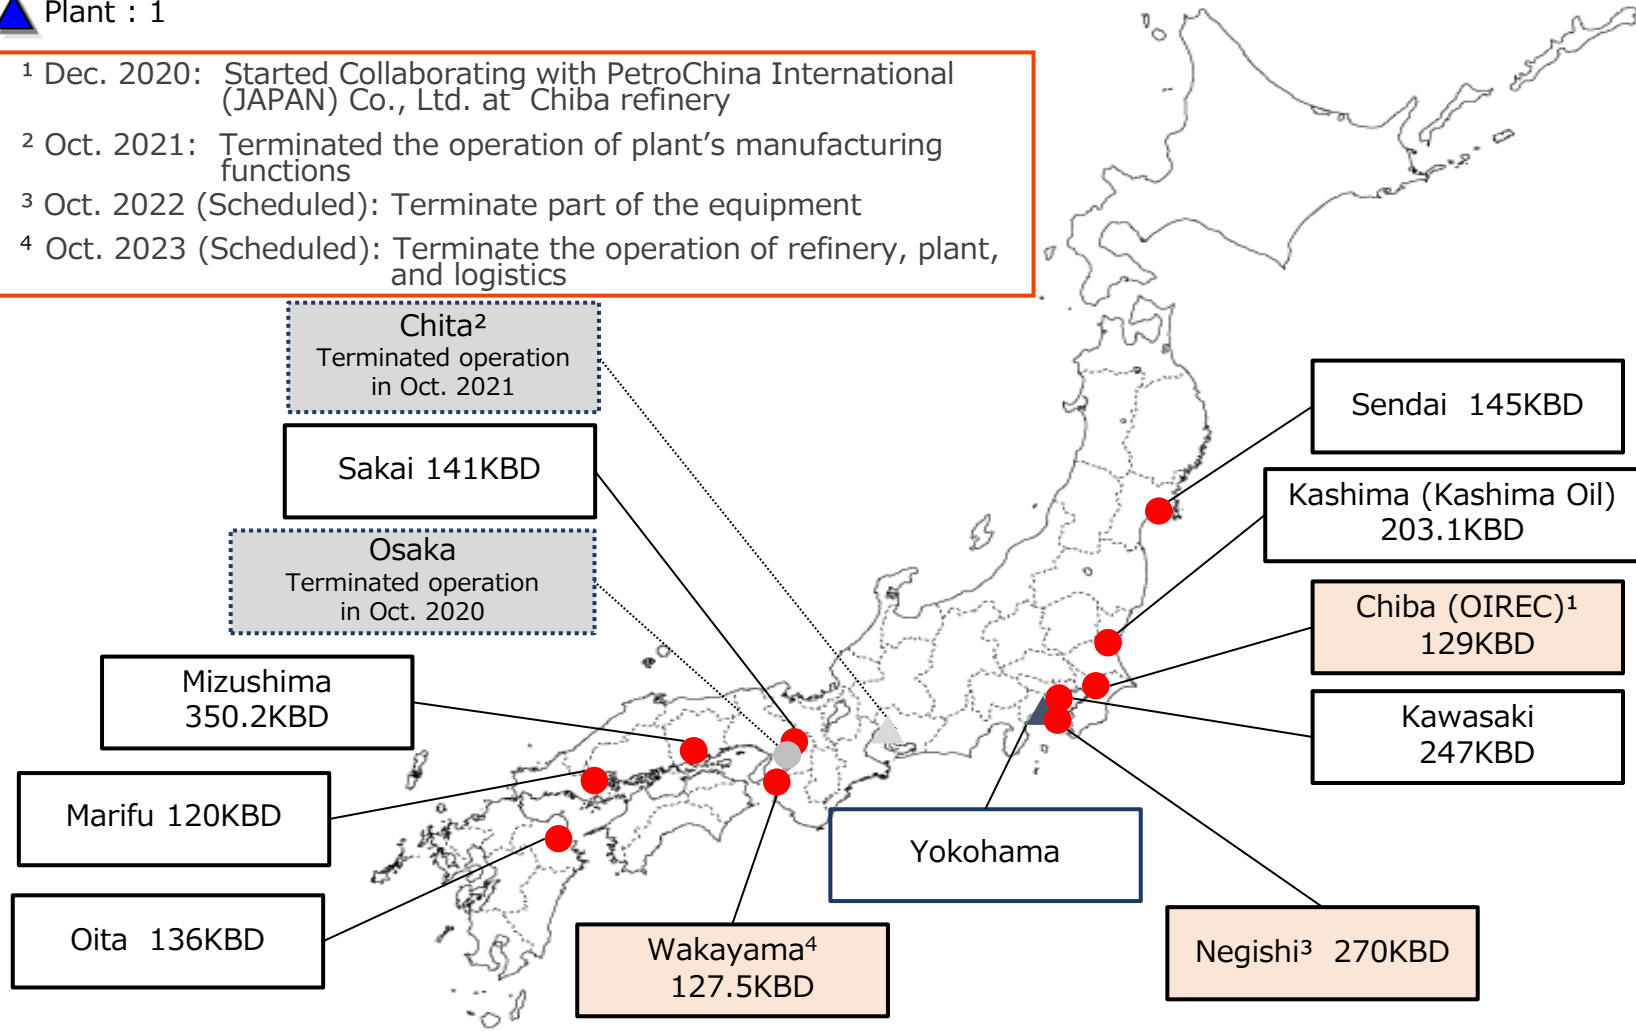 Plant : 1
¹ Dec. 2020: Started Collaborating with PetroChina International
(JAPAN) Co., Ltd. at Chiba refinery
² Oct. 2021: Terminated the operation of plant’s manufacturing
functions
³ Oct. 2022 (Scheduled): Terminate part of the equipment
⁴ Oct. 2023 (Scheduled): Terminate the operation of refinery, plant,
and logistics
Chita²
Terminated operation
in Oct. 2021
Sakai 141KBD
Osaka
Terminated operation
in Oct. 2020
Mizushima
350.2KBD
Marifu 120KBD
Oita 136KBD
Wakayama⁴
127.5KBD
Yokohama
Negishi³ 270KBD
Sendai 145KBD
Kashima (Kashima Oil)
203.1KBD
Chiba (OIREC)¹
129KBD
Kawasaki
247KBD